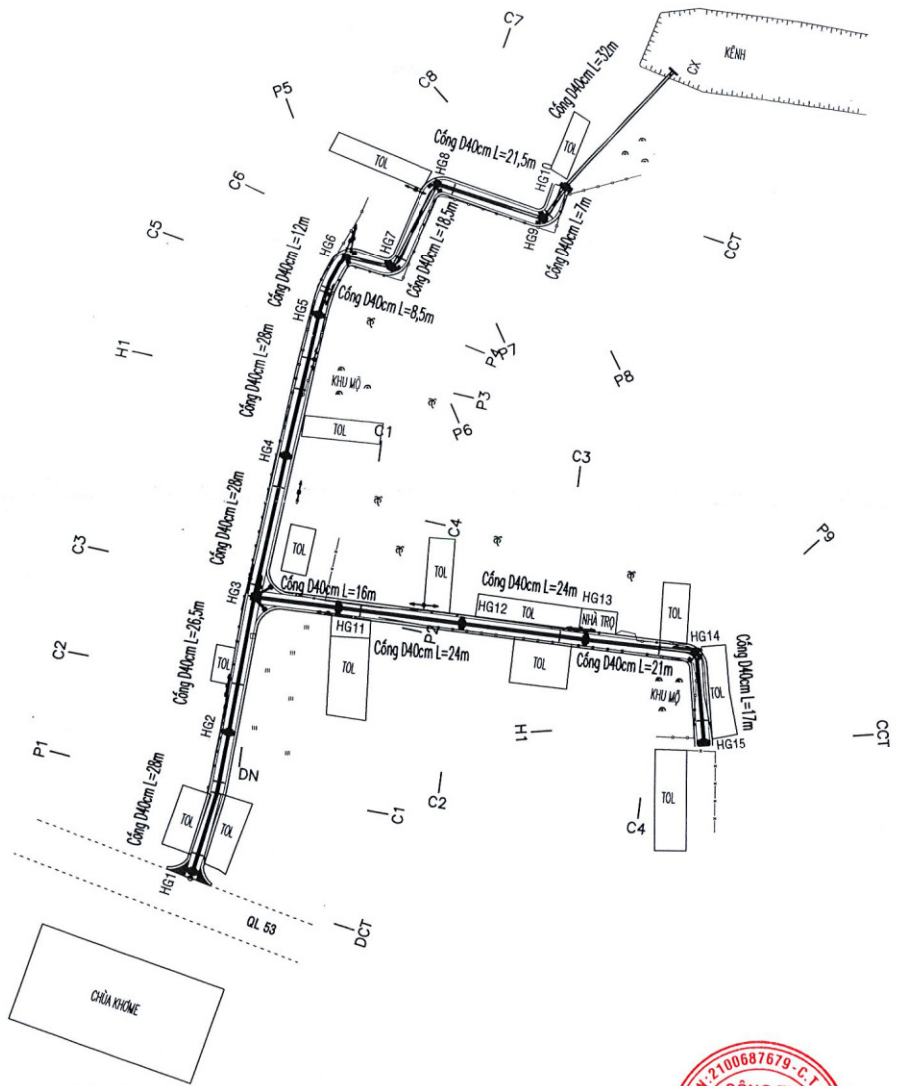 C7
KÊNH
CX
Cống D40cm L=32m
C8
P5
Cống D40cm L=21,5m
TOL
HG8
TOL
HG10
C6
HG9
Cống D40cm L=7m
C5
Cống D40cm L=12m
HG6
HG7
Cống D40cm L=18,5m
CCT
HG5
Cống D40cm L=8,5m
H1
Cống D40cm L=28m
P4
P7
P8
KHU MỘ
P3
P6
TOL
C1
HG4
C3
Cống D40cm L=28m
C4
P9
C3
TOL
TOL
HG3
Cống D40cm L=16m
Cống D40cm L=24m
HG13
HG12
TOL
NHÀ TRỌ
TOL
HG11
P2
HG14
Cống D40cm L=26,5m
C2
TOL
TOL
Cống D40cm L=24m
TOL
Cống D40cm L=21m
KHU MỘ
TOL
Cống D40cm L=17m
HG2
H1
HG15
CCT
P1
DN
C2
C4
TOL
Cống D40cm L=28m
TOL
TOL
C1
HG1
QL 53
DCT
CHÙA KHƠME
N:2100687679-C.T